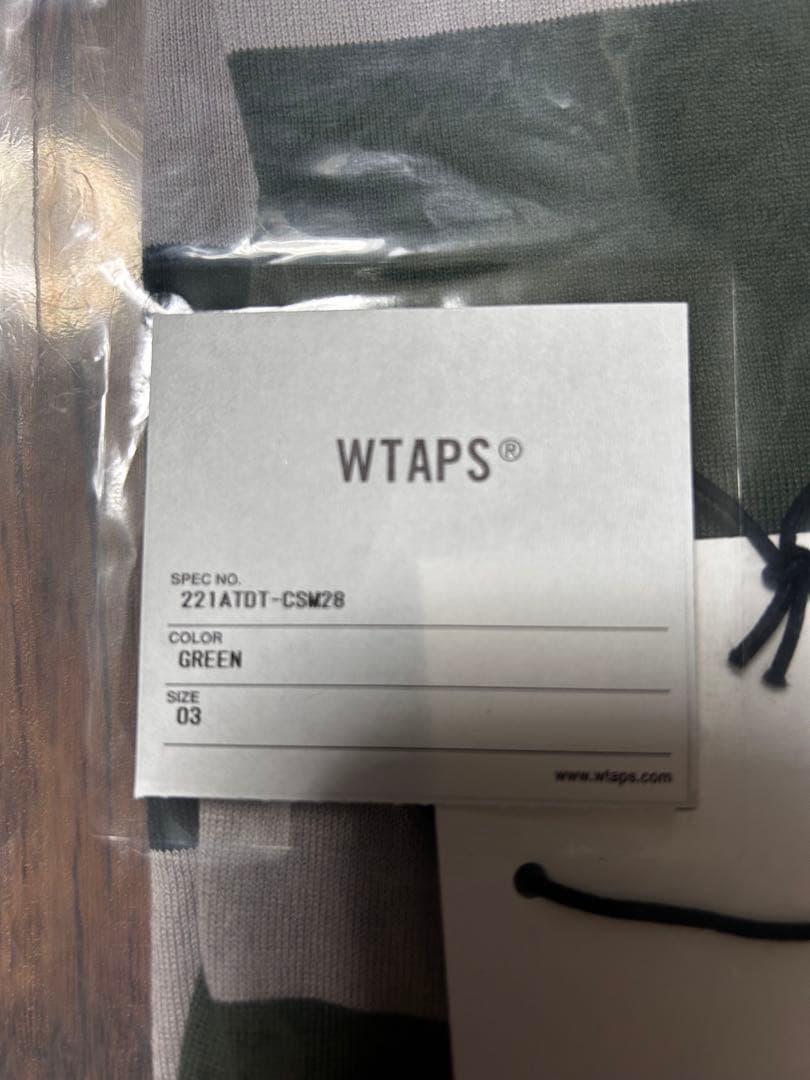 WTAPS®
SPEC NO.
221ATDT-CSM28
COLOR
GREEN
SIZE
03
www.wtaps.com